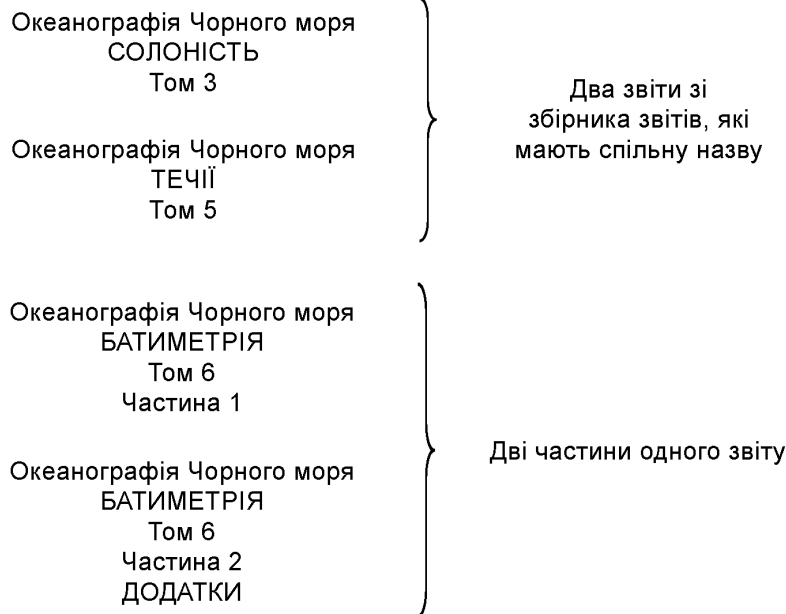 Океанографія Чорного моря
СОЛОНІСТЬ
Том 3
Океанографія Чорного моря
ТЕЧІЇ
Том 5
Два звіти зі
збірника звітів, які
мають спільну назву
Океанографія Чорного моря
БАТИМЕТРІЯ
Том 6
Частина 1
Океанографія Чорного моря
БАТИМЕТРІЯ
Том 6
Частина 2
ДОДАТКИ
Дві частини одного звіту